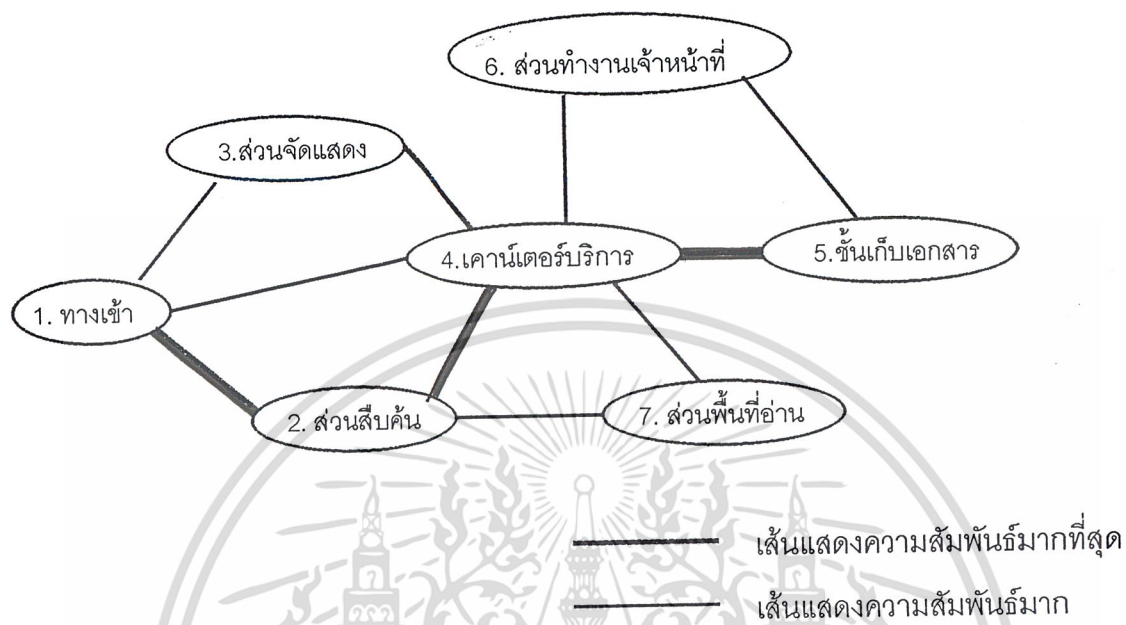 6. ส่วนทำงานเจ้าหน้าที่
3.ส่วนจัดแสดง
4.เคาน์เตอร์บริการ
5.ชั้นเก็บเอกสาร
1. ทางเข้า
2. ส่วนสืบค้น
7. ส่วนพื้นที่อ่าน
เส้นแสดงความสัมพันธ์มากที่สุด
เส้นแสดงความสัมพันธ์มาก